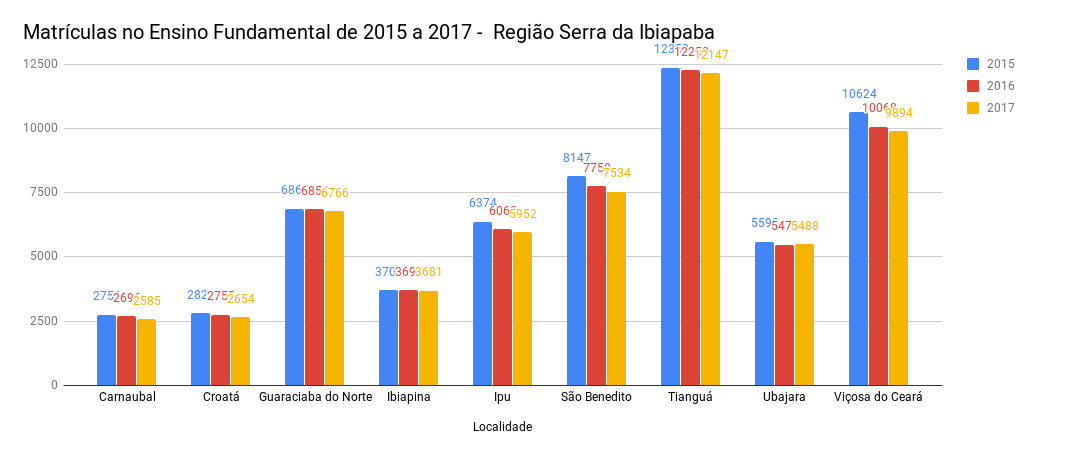 Matrículas no Ensino Fundamental de 2015 a 2017 - Região Serra da Ibiapaba
12500
10000
7500
5000
2500
0
2015
2016
2017
2585
2654
6766
3681
6374
5952
8147
7534
12147
5488
10624
9894
Carnaubal
Croatá
Guaraciaba do Norte
Ibiapina
Ipu
São Benedito
Tianguá
Ubajara
Viçosa do Ceará
Localidade